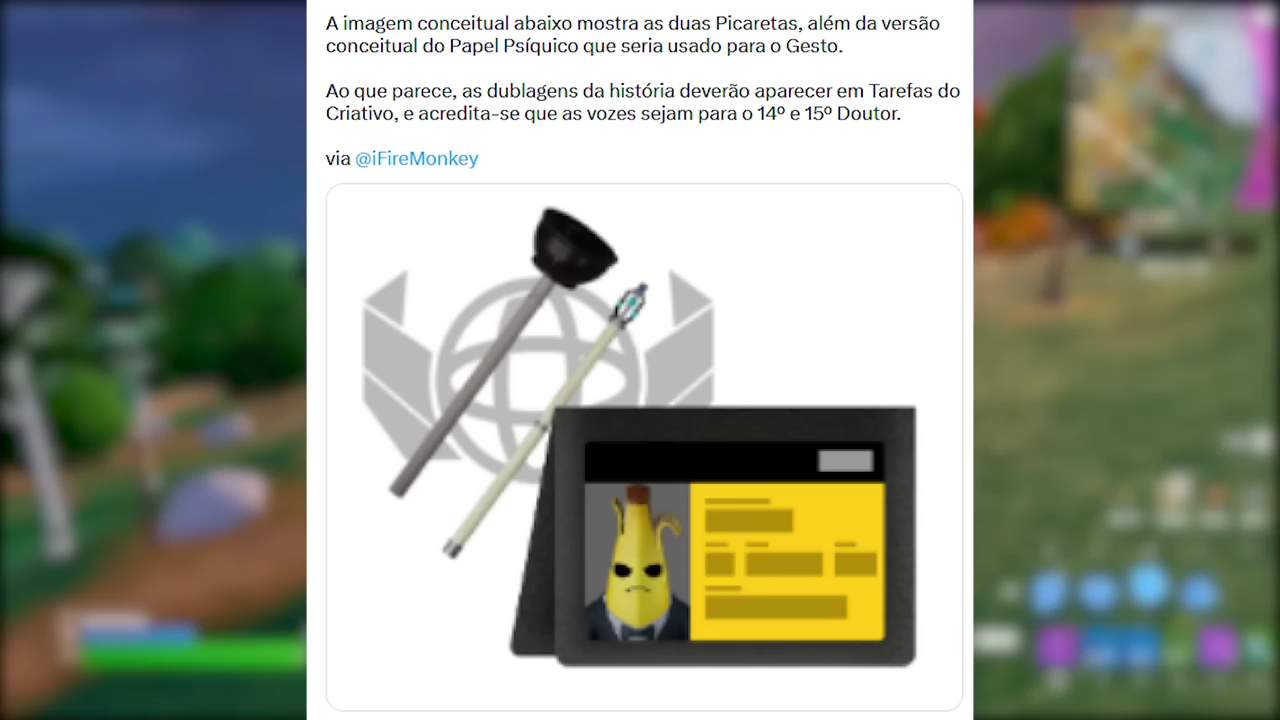 A imagem conceitual abaixo mostra as duas Picaretas, além da versão
conceitual do Papel Psíquico que seria usado para o Gesto.
Ao que parece, as dublagens da história deverão aparecer em Tarefas do
Criativo, e acredita-se que as vozes sejam para o 14º e 15º Doutor.
via @iFireMonkey